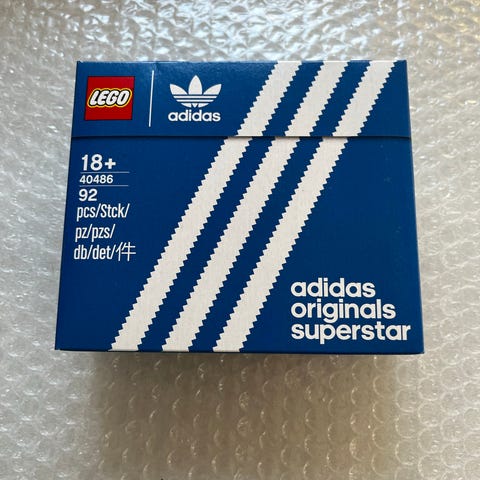 LEGO
adidas
18+
40486
92
pcs/Stck/
pz/pzs/
db/det/件
adidas
originals
superstar